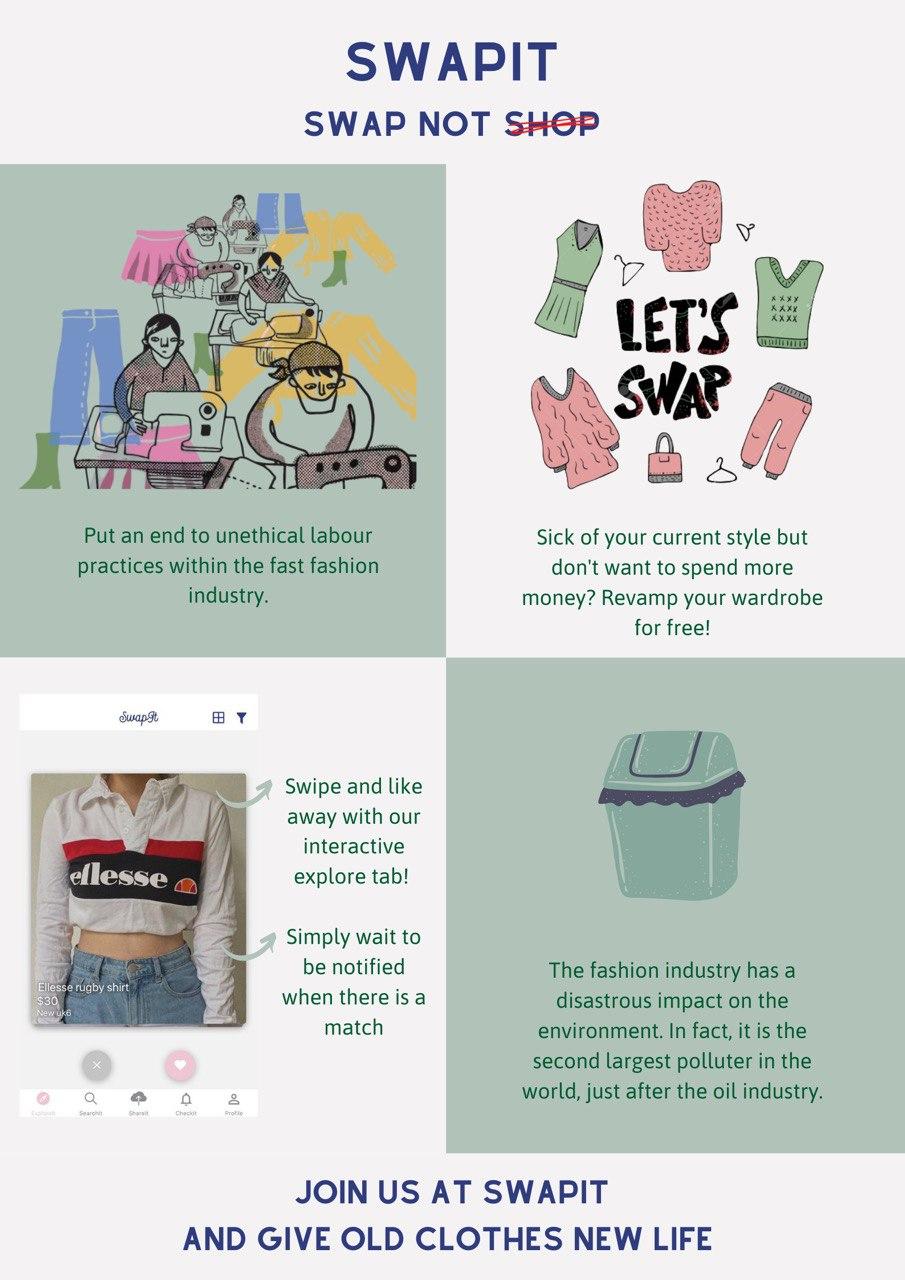 SWAPIT
SWAP NOT SHOP
LET'S
SWAP
Put an end to unethical labour
practices within the fast fashion
industry.
Sick of your current style but
don't want to spend more
money? Revamp your wardrobe
for free!
SwapIt
ellesse
Ellesse rugby shirt
$30
New uk6
Swipe and like
away with our
interactive
explore tab!
Simply wait to
be notified
when there is a
match
ExploreIt
SearchIt
ShareIt
CheckIt
Profile
The fashion industry has a
disastrous impact on the
environment. In fact, it is the
second largest polluter in the
world, just after the oil industry.
JOIN US AT SWAPIT
AND GIVE OLD CLOTHES NEW LIFE